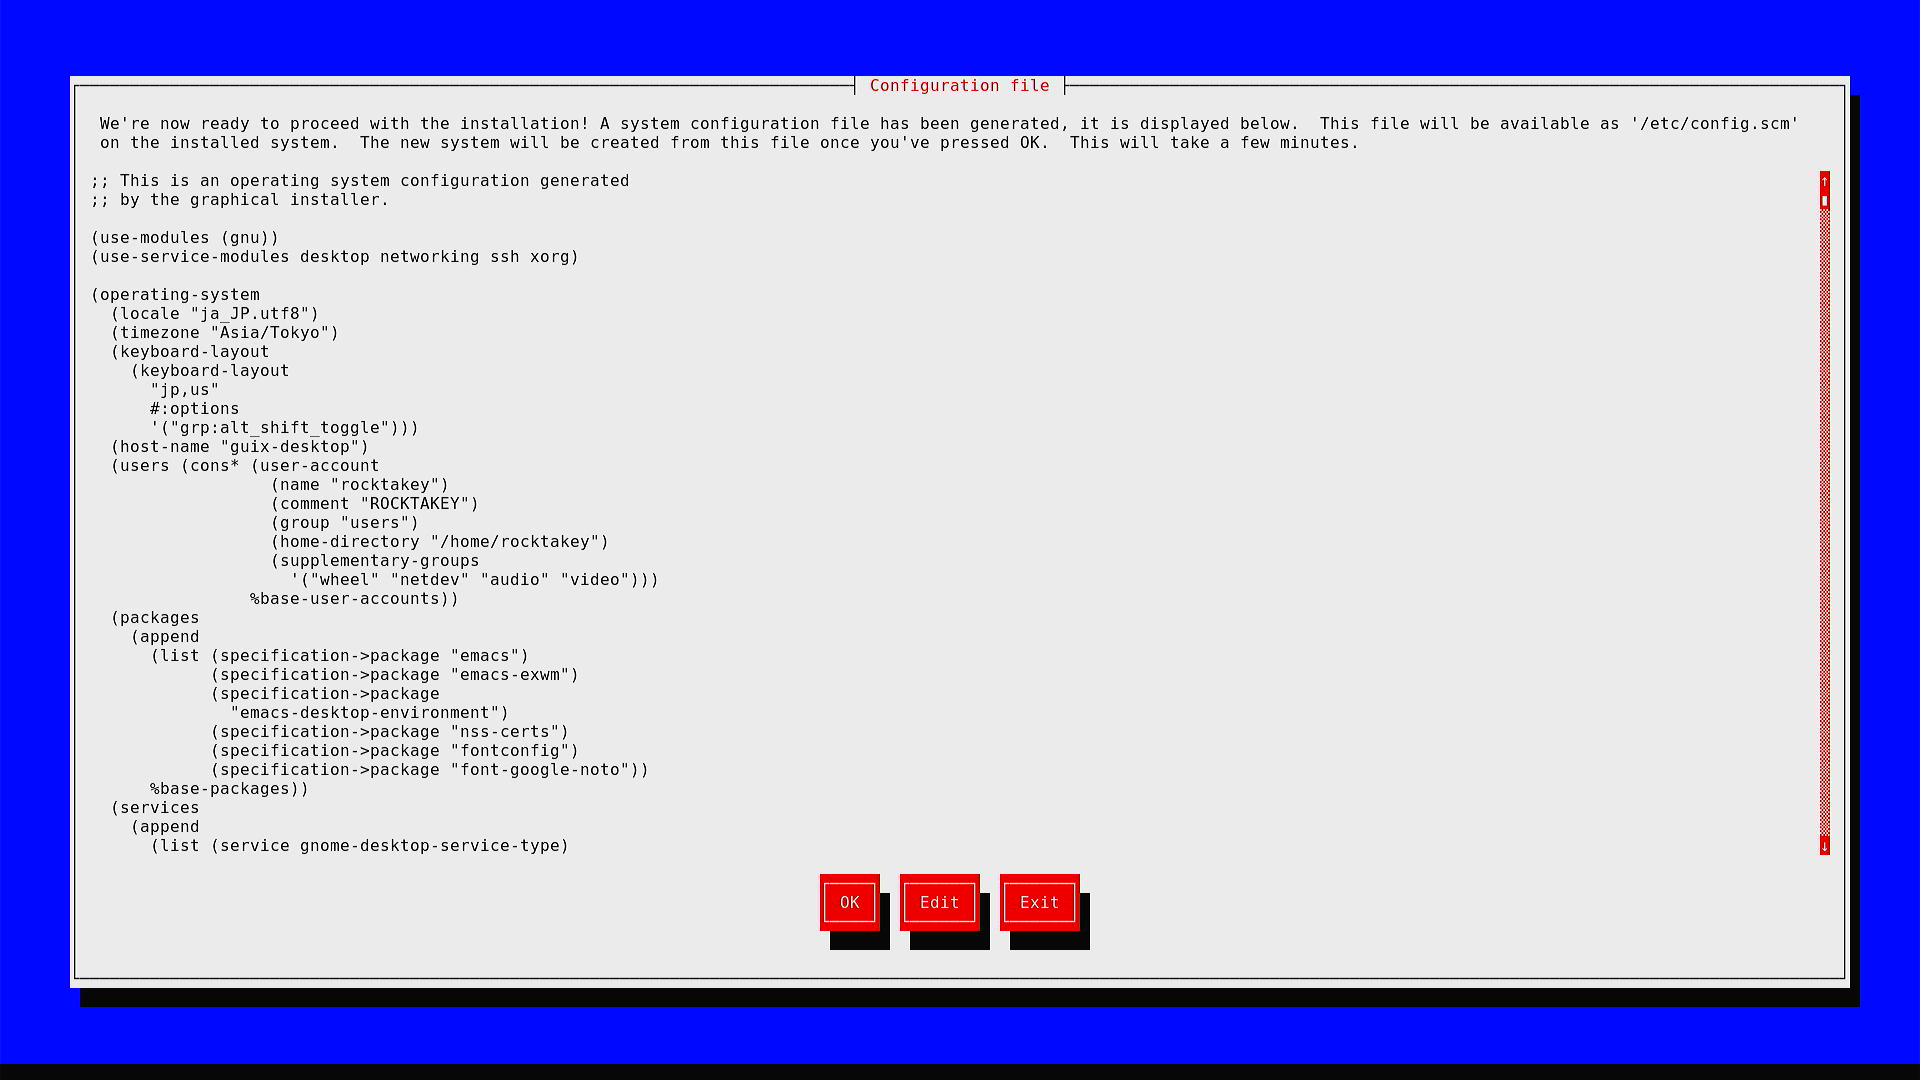 Configuration file
We're now ready to proceed with the installation! A system configuration file has been generated, it is displayed below.  This file will be available as '/etc/config.scm'
on the installed system.  The new system will be created from this file once you've pressed OK.  This will take a few minutes.
;; This is an operating system configuration generated
;; by the graphical installer.
(use-modules (gnu))
(use-service-modules desktop networking ssh xorg)
(operating-system
  (locale "ja_JP.utf8")
  (timezone "Asia/Tokyo")
  (keyboard-layout
    (keyboard-layout
      "jp,us"
      #:options
      '("grp:alt_shift_toggle")))
  (host-name "guix-desktop")
  (users (cons* (user-account
                  (name "rocktakey")
                  (comment "ROCKTAKEY")
                  (group "users")
                  (home-directory "/home/rocktakey")
                  (supplementary-groups
                    '("wheel" "netdev" "audio" "video")))
                %base-user-accounts))
  (packages
    (append
      (list (specification->package "emacs")
            (specification->package "emacs-exwm")
            (specification->package
              "emacs-desktop-environment")
            (specification->package "nss-certs")
            (specification->package "fontconfig")
            (specification->package "font-google-noto"))
      %base-packages))
  (services
    (append
      (list (service gnome-desktop-service-type)
OK Edit Exit